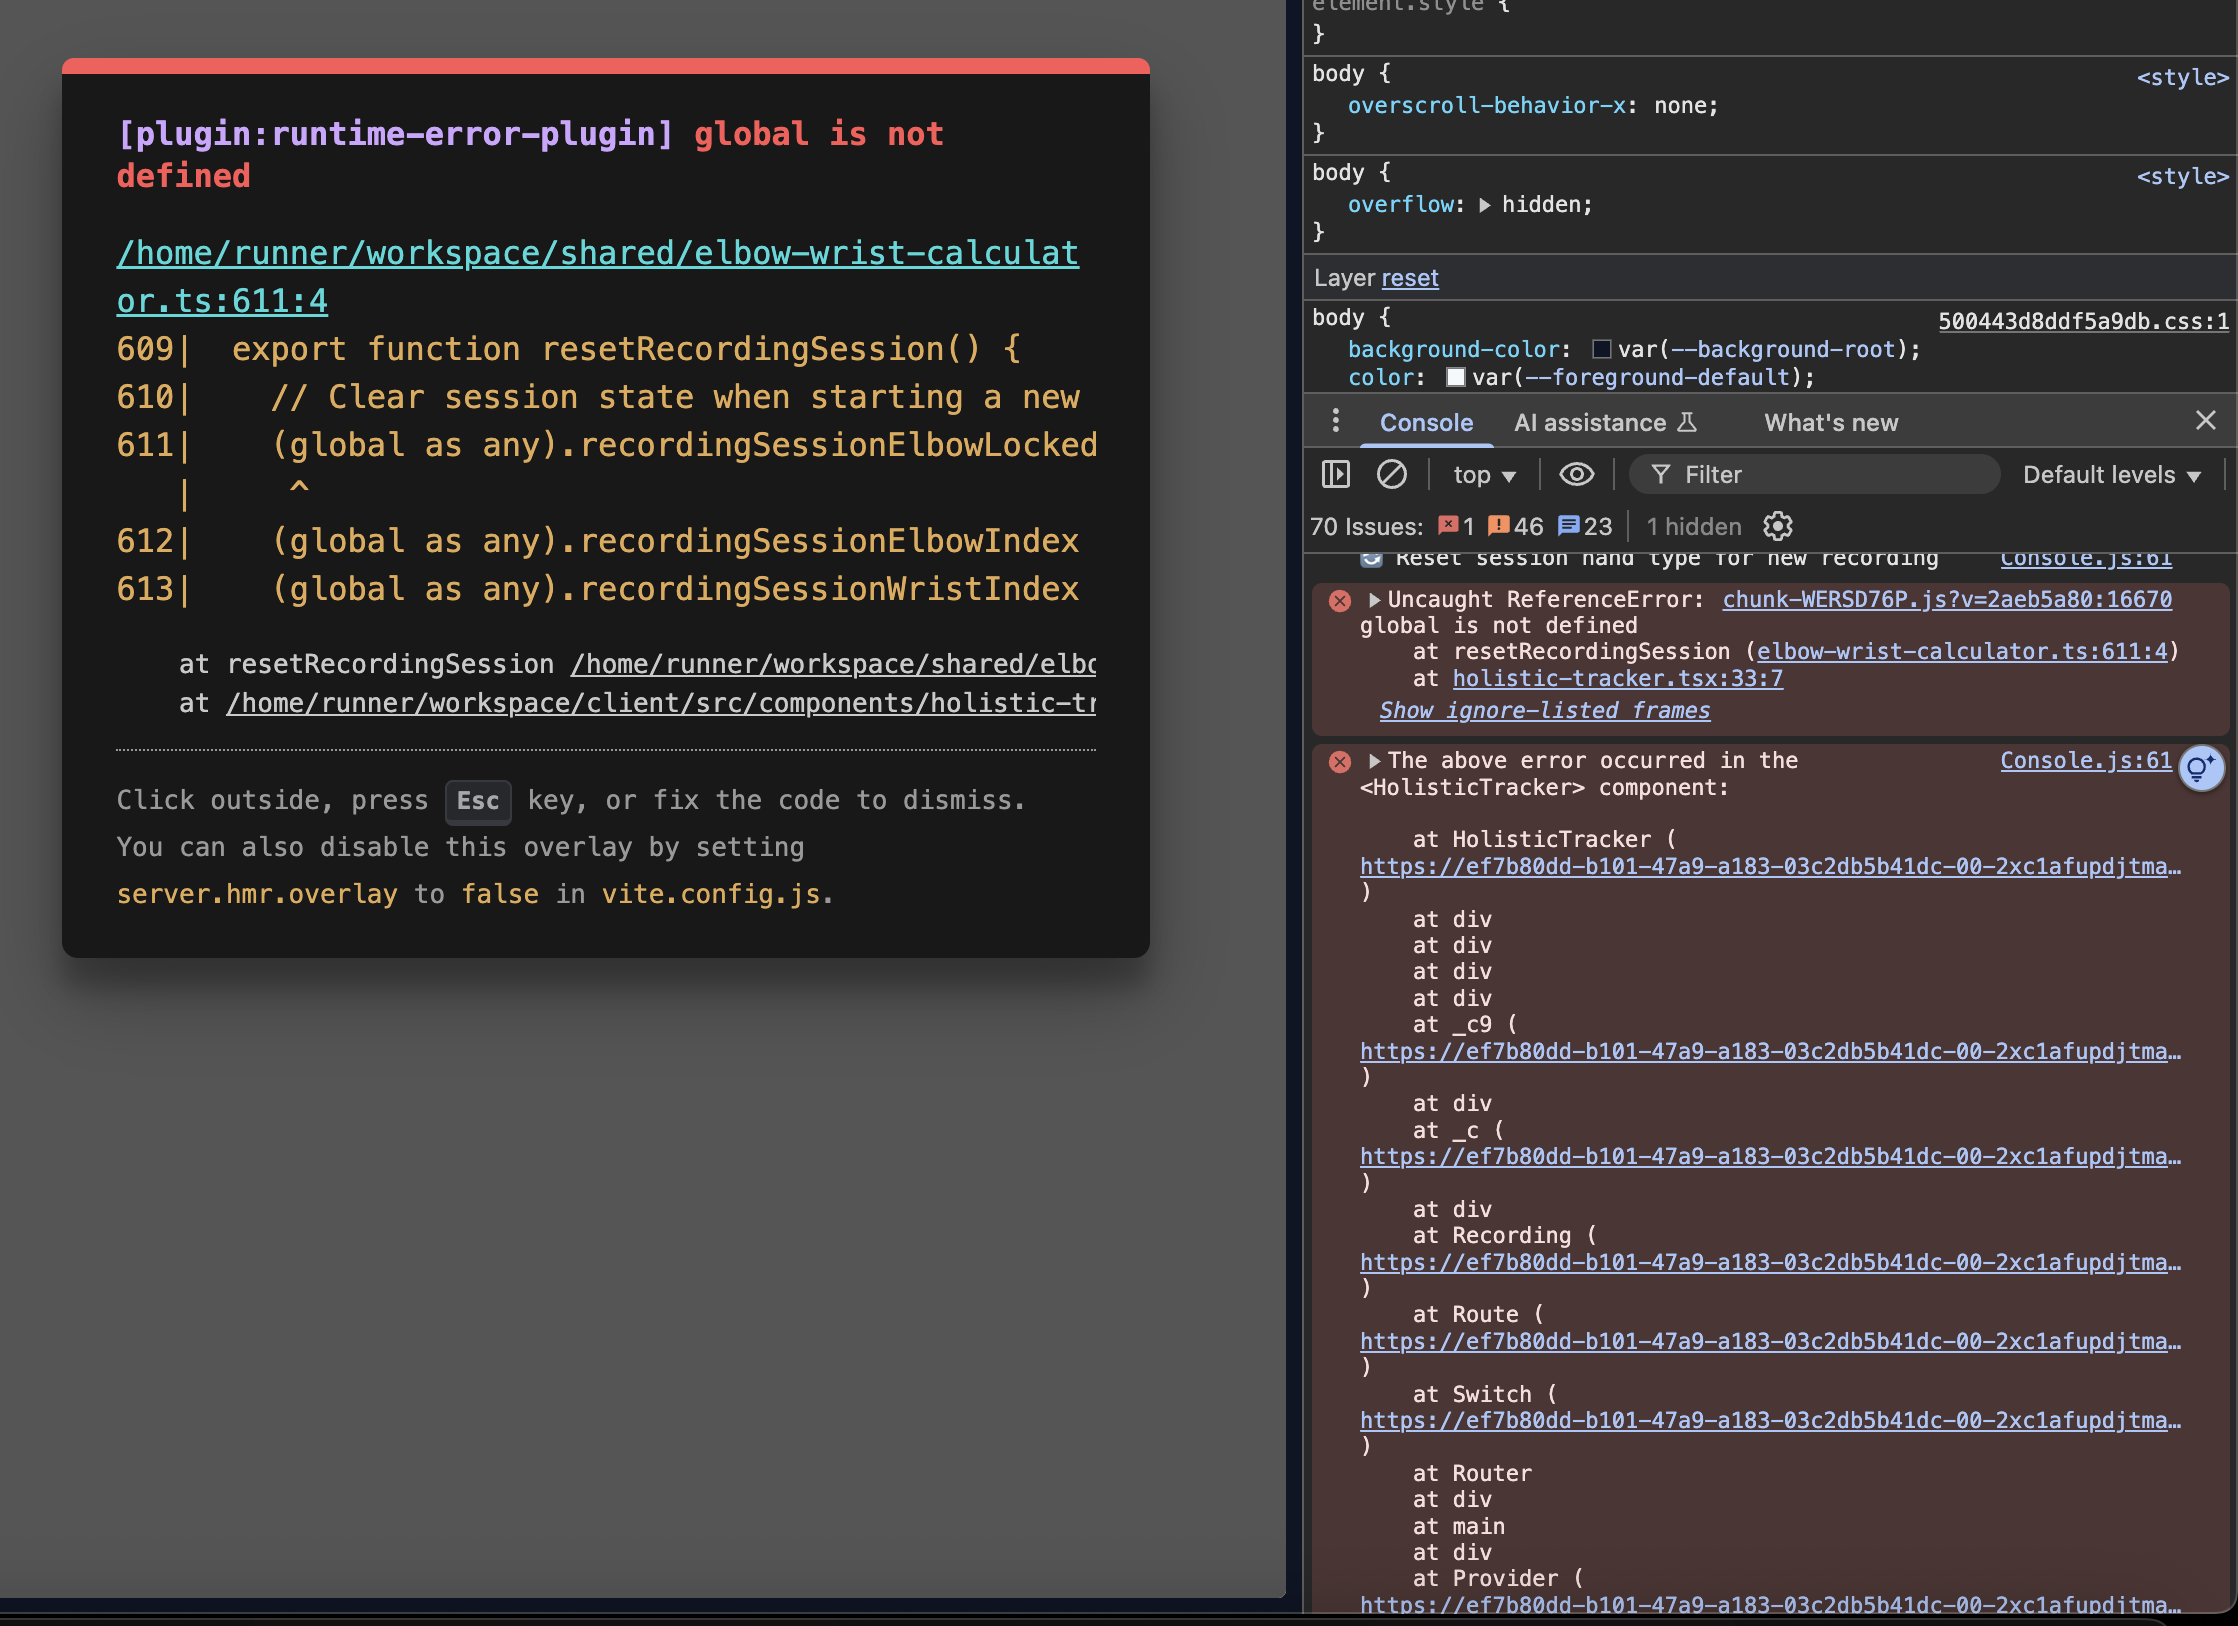 [plugin:runtime-error-plugin] global is not
defined
/home/runner/workspace/shared/elbow-wrist-calculat
or.ts:611:4
609|  export function resetRecordingSession() {
610|    // Clear session state when starting a new
611|    (global as any).recordingSessionElbowLocked
   |     ^
612|    (global as any).recordingSessionElbowIndex
613|    (global as any).recordingSessionWristIndex
at resetRecordingSession /home/runner/workspace/shared/elbo
at /home/runner/workspace/client/src/components/holistic-tr
Click outside, press Esc key, or fix the code to dismiss.
You can also disable this overlay by setting
server.hmr.overlay to false in vite.config.js.
element.style {
}
body {
<style>
overscroll-behavior-x: none;
}
body {
<style>
overflow: ▶ hidden;
}
Layer reset
body {
500443d8ddf5a9db.css:1
background-color: var(--background-root);
color: var(--foreground-default);
Console AI assistance What's new
top ▼ Filter Default levels ▼
70 Issues: 1 46 23 1 hidden
Reset session hand type for new recording Console.js:61
▶Uncaught ReferenceError: chunk-WERSD76P.js?v=2aeb5a80:16670
global is not defined
at resetRecordingSession (elbow-wrist-calculator.ts:611:4)
at holistic-tracker.tsx:33:7
Show ignore-listed frames
▶The above error occurred in the Console.js:61
<HolisticTracker> component:
at HolisticTracker (
https://ef7b80dd-b101-47a9-a183-03c2db5b41dc-00-2xc1afupdjtma…
)
at div
at div
at div
at div
at _c9 (
https://ef7b80dd-b101-47a9-a183-03c2db5b41dc-00-2xc1afupdjtma…
)
at div
at _c (
https://ef7b80dd-b101-47a9-a183-03c2db5b41dc-00-2xc1afupdjtma…
)
at div
at Recording (
https://ef7b80dd-b101-47a9-a183-03c2db5b41dc-00-2xc1afupdjtma…
)
at Route (
https://ef7b80dd-b101-47a9-a183-03c2db5b41dc-00-2xc1afupdjtma…
)
at Switch (
https://ef7b80dd-b101-47a9-a183-03c2db5b41dc-00-2xc1afupdjtma…
)
at Router
at div
at main
at div
at Provider (
https://ef7b80dd-b101-47a9-a183-03c2db5b41dc-00-2xc1afupdjtma…